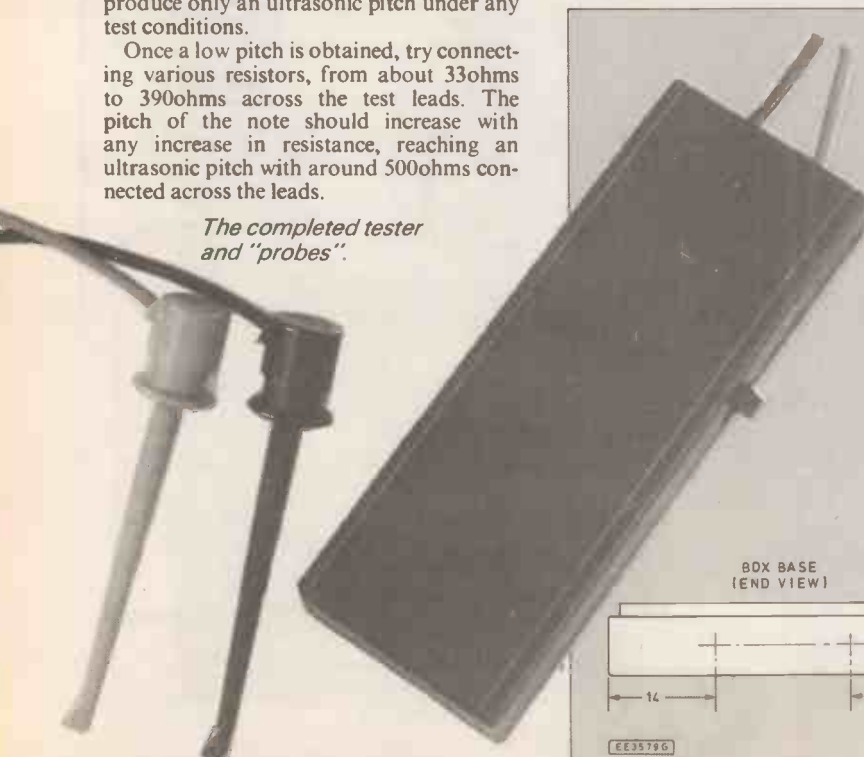 produce only an ultrasonic pitch under any
test conditions.
Once a low pitch is obtained, try connect-
ing various resistors, from about 33ohms
to 390ohms across the test leads. The
pitch of the note should increase with
any increase in resistance, reaching an
ultrasonic pitch with around 500ohms con-
nected across the leads.
The completed tester
and "probes".
BOX BASE
(END VIEW)
14
EE3579G